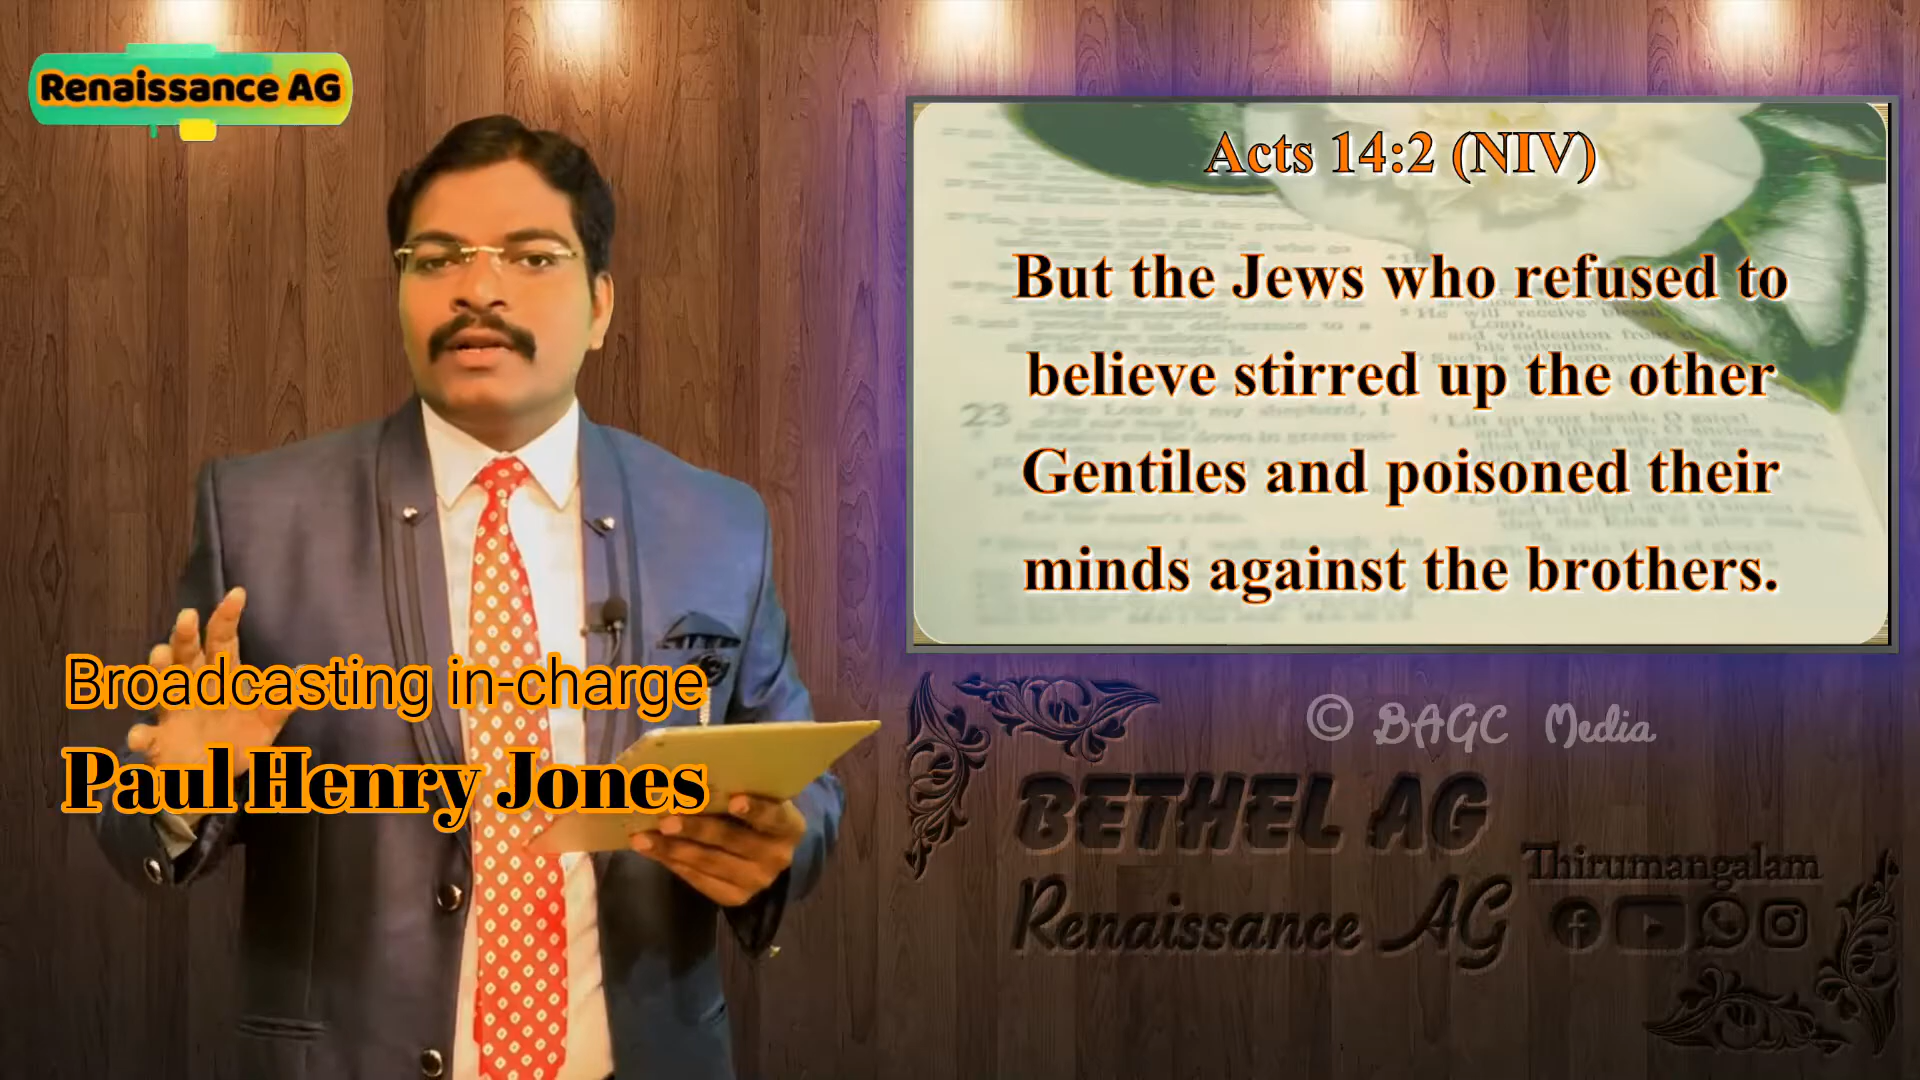 Renaissance AG
Acts 14:2 (NIV)
But the Jews who refused to
believe stirred up the other
Gentiles and poisoned their
minds against the brothers.
23
Broadcasting in-charge
Paul Henry Jones
© BAGC Media
BETHEL AG
Thirumangalam
Renaissance AG